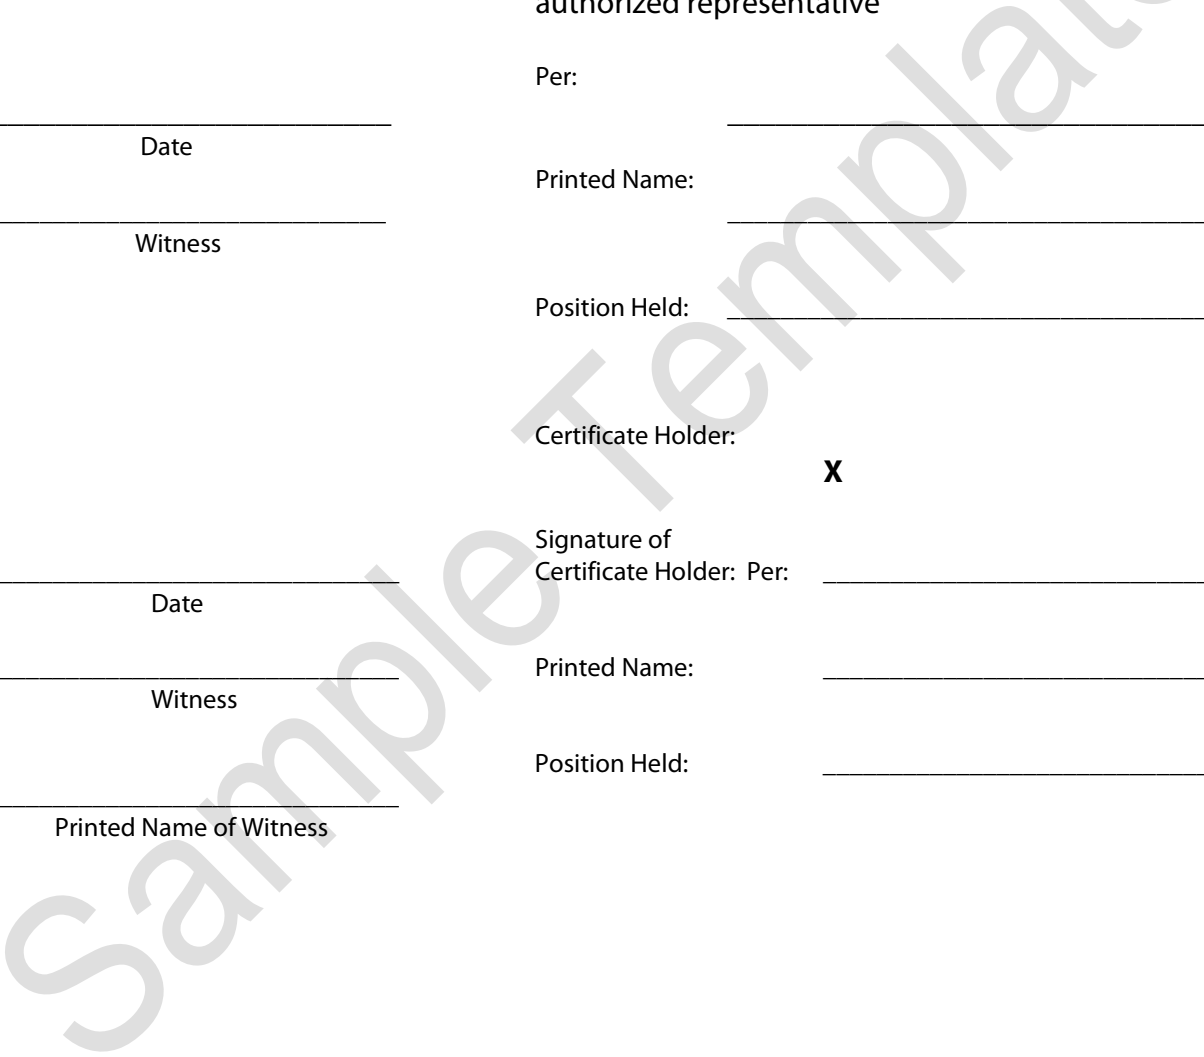 authorized representative
Per:
Date
Printed Name:
Witness
Position Held:
Certificate Holder:
X
Signature of
Certificate Holder: Per:
Date
Printed Name:
Witness
Position Held:
Printed Name of Witness
Sample Template